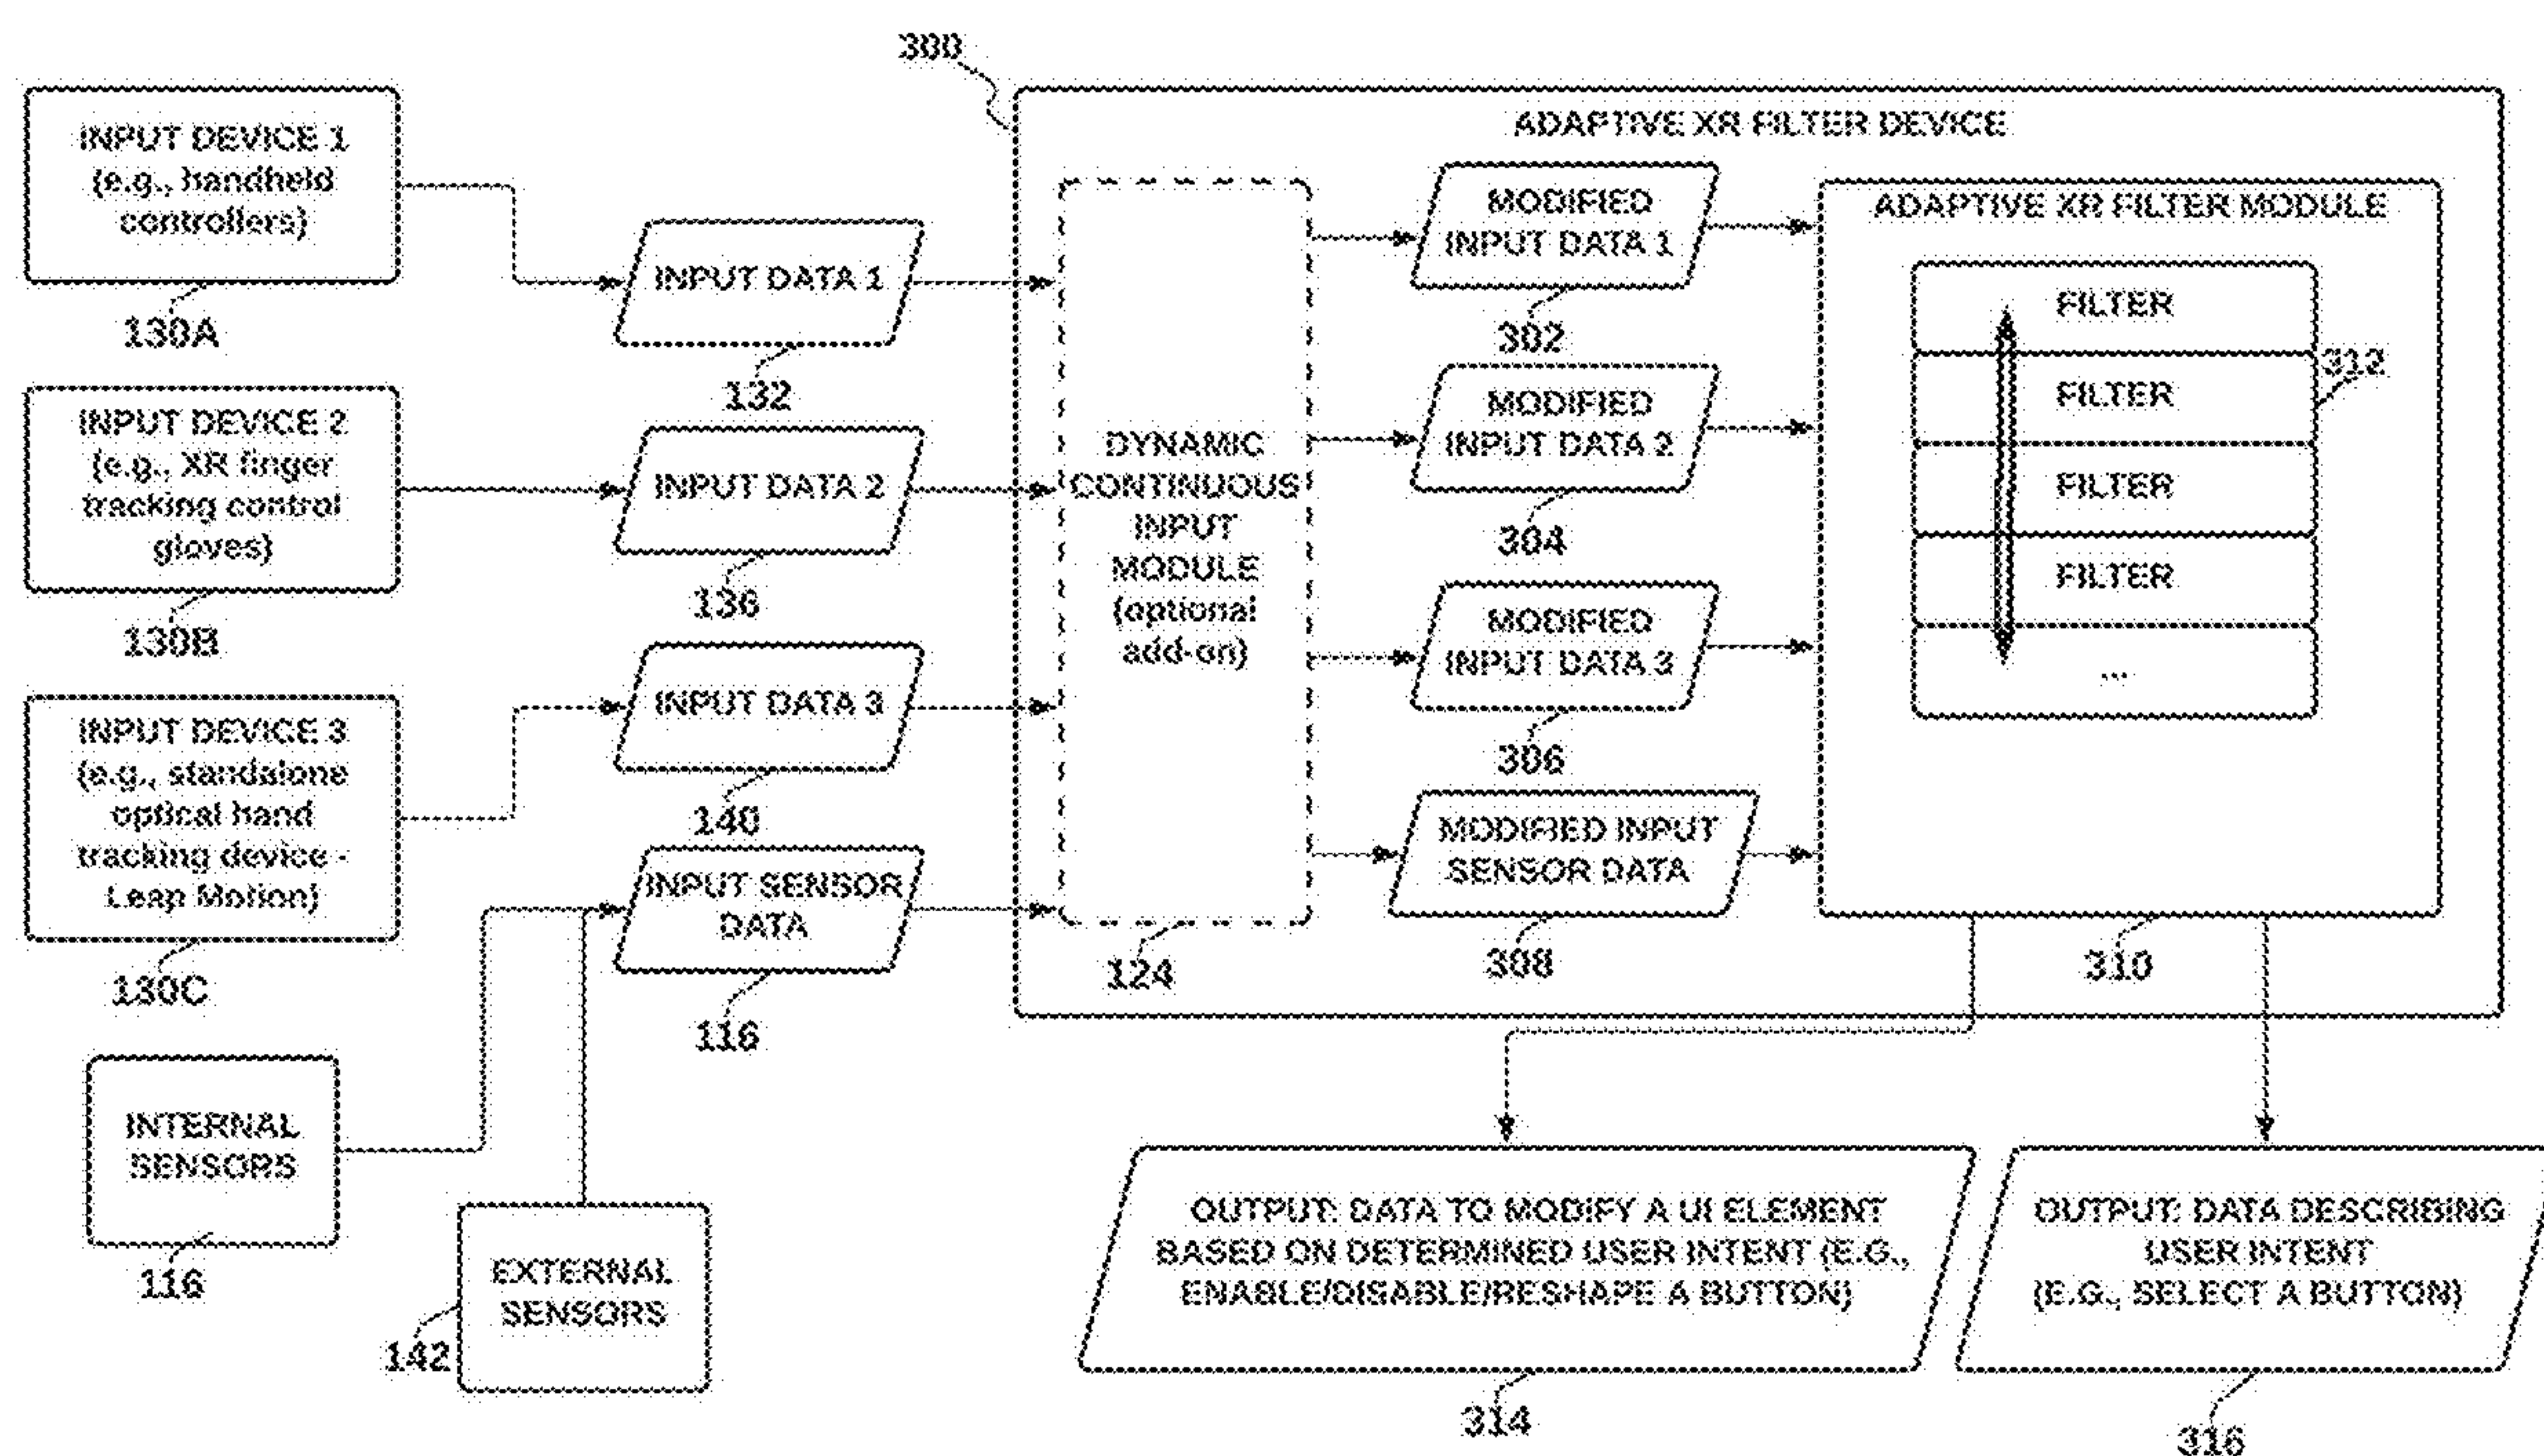 300
INPUT DEVICE 1
(e.g., handheld
controllers)
130A
INPUT DEVICE 2
(e.g., XR finger
tracking control
gloves)
130B
INPUT DEVICE 3
(e.g., standalone
optical hand
tracking device -
Leap Motion)
130C
INTERNAL
SENSORS
116
EXTERNAL
SENSORS
142
INPUT DATA 1
132
INPUT DATA 2
136
INPUT DATA 3
140
INPUT SENSOR
DATA
116
ADAPTIVE XR FILTER DEVICE
DYNAMIC
CONTINUOUS
INPUT
MODULE
(optional
add-on)
124
MODIFIED
INPUT DATA 1
302
MODIFIED
INPUT DATA 2
304
MODIFIED
INPUT DATA 3
306
MODIFIED INPUT
SENSOR DATA
308
ADAPTIVE XR FILTER MODULE
FILTER
FILTER
FILTER
FILTER
...
312
310
OUTPUT: DATA TO MODIFY A UI ELEMENT
BASED ON DETERMINED USER INTENT (E.G.,
ENABLE/DISABLE/RESHAPE A BUTTON)
314
OUTPUT: DATA DESCRIBING
USER INTENT
(E.G., SELECT A BUTTON)
316